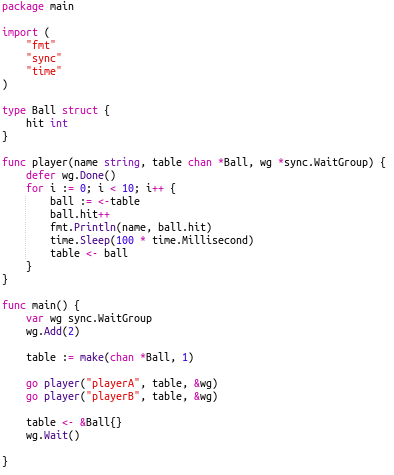 package main

import (
    "fmt"
    "sync"
    "time"
)

type Ball struct {
    hit int
}

func player(name string, table chan *Ball, wg *sync.WaitGroup) {
    defer wg.Done()
    for i := 0; i < 10; i++ {
        ball := <-table
        ball.hit++
        fmt.Println(name, ball.hit)
        time.Sleep(100 * time.Millisecond)
        table <- ball
    }
}

func main() {
    var wg sync.WaitGroup
    wg.Add(2)

    table := make(chan *Ball, 1)

    go player("playerA", table, &wg)
    go player("playerB", table, &wg)

    table <- &Ball{}
    wg.Wait()

}